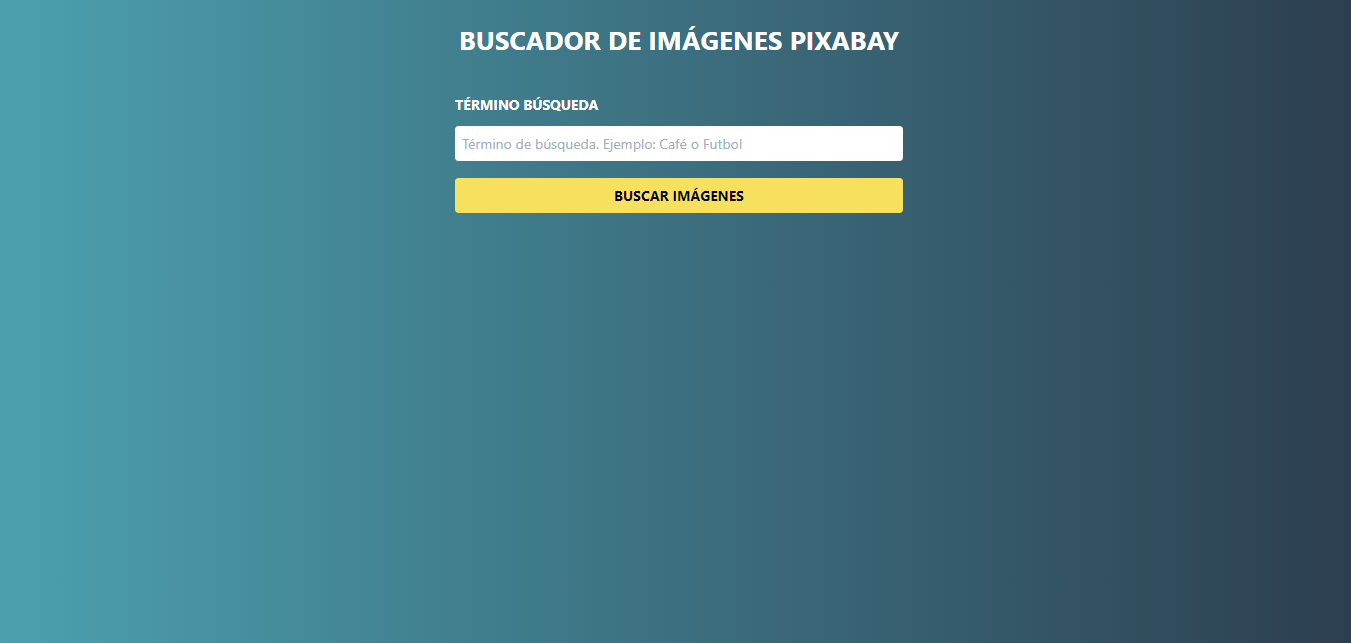 BUSCADOR DE IMÁGENES PIXABAY
TÉRMINO BÚSQUEDA
Término de búsqueda. Ejemplo: Café o Futbol
BUSCAR IMÁGENES